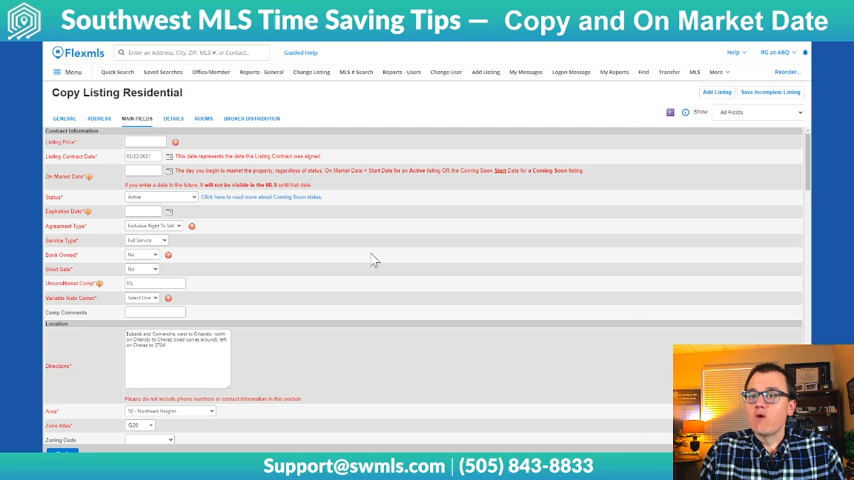 Southwest MLS Time Saving Tips — Copy and On Market Date
Flexmls
Enter an Address, City, ZIP, MLS #, or Contact...
Guided Help
Help
RG as ABQ
Menu
Quick Search
Saved Searches
Office/Member
Reports - General
Change Listing
MLS # Search
Reports - Users
Change User
Add Listing
My Messages
Logon Message
My Reports
Find
Transfer
MLS
More
Reorder...
Copy Listing Residential
Add Listing
Save Incomplete Listing
GENERAL
ADDRESS
MAIN FIELDS
DETAILS
ROOMS
BROKER DISTRIBUTION
Show:
All Fields
Contract Information
Listing Price*
Listing Contract Date*
03/22/2021
This date represents the date the Listing Contract was signed
On Market Date*
The day you begin to market the property, regardless of status. On Market Date = Start Date for an Active listing OR the Coming Soon Start Date for a Coming Soon listing.
If you enter a date in the future, it will not be visible in the MLS until that date.
Status*
Active
Click here to read more about Coming Soon status
Expiration Date*
Agreement Type*
Exclusive Right To Sell
Service Type*
Full Service
Bank Owned*
No
Short Sale*
No
Unconditional Comp*
3%
Variable Rate Comm*
Select One
Comp Comments
Location
Directions*
Eubank and Comanche, west to Orlando, north
on Orlando to Cheraz (road curves around), left
on Cheraz to 3704
Please do not include phone numbers or contact information in this section.
Area*
50 - Northeast Heights
Zone Atlas*
G20
Zoning Code
Support@swmls.com | (505) 843-8833